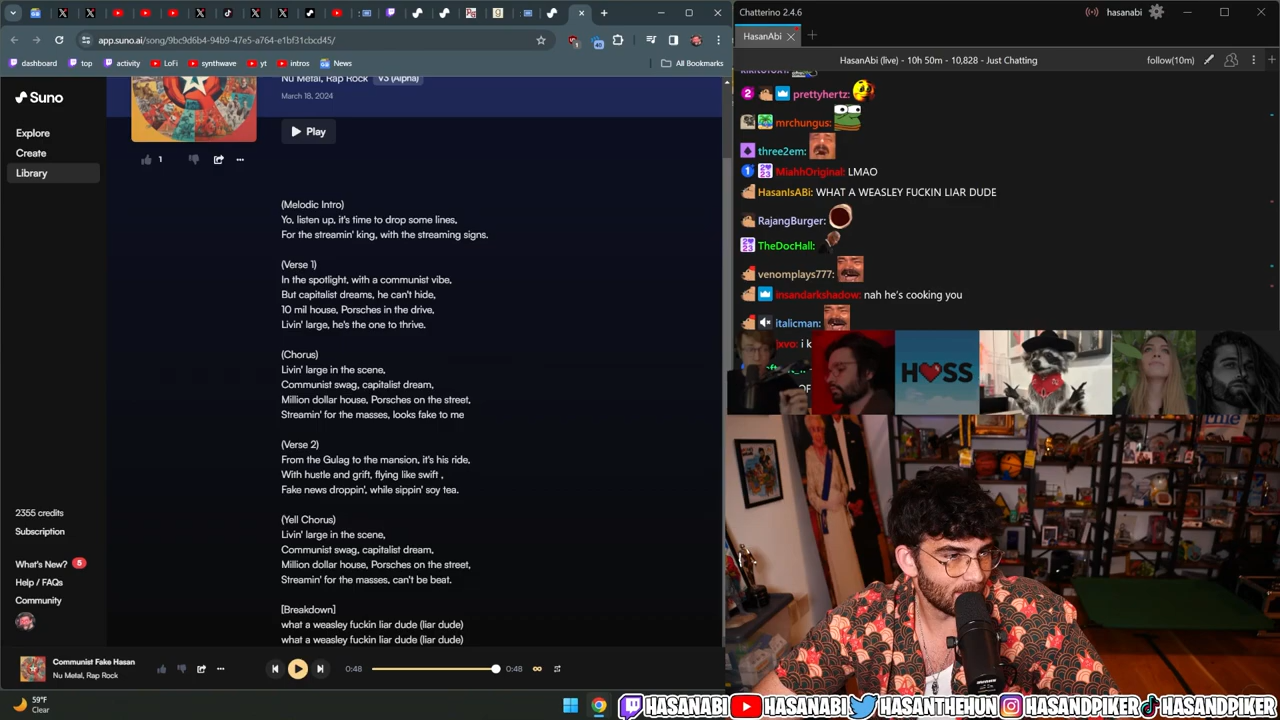 Chatterino 2.4.6
hasanabi
app.suno.ai/song/9bc9d6b4-94b9-47e5-a764-e1bf31cbcd45/
HasanAbi
dashboard
top
activity
LoFi
synthwave
yt
intros
News
All Bookmarks
HasanAbi (live) - 10h 50m - 10,828 - Just Chatting
follow(10m)
Suno
Nu Metal, Rap Rock
V3 (Alpha)
March 18, 2024
Play
1
Explore
Create
Library
(Melodic Intro)
Yo, listen up, it's time to drop some lines,
For the streamin' king, with the streaming signs.
(Verse 1)
In the spotlight, with a communist vibe,
But capitalist dreams, he can't hide,
10 mil house, Porsches in the drive,
Livin' large, he's the one to thrive.
(Chorus)
Livin' large in the scene,
Communist swag, capitalist dream,
Million dollar house, Porsches on the street,
Streamin' for the masses, looks fake to me
(Verse 2)
From the Gulag to the mansion, it's his ride,
With hustle and grift, flying like swift ,
Fake news droppin', while sippin' soy tea.
(Yell Chorus)
Livin' large in the scene,
Communist swag, capitalist dream,
Million dollar house, Porsches on the street,
Streamin' for the masses, can't be beat.
[Breakdown]
what a weasley fuckin liar dude (liar dude)
what a weasley fuckin liar dude (liar dude)
2355 credits
Subscription
What's New?
5
Help / FAQs
Community
Communist Fake Hasan
Nu Metal, Rap Rock
0:48
0:48
59°F
Clear
prettyhertz:
mrchungus:
three2em:
MiahhOriginal: LMAO
HasanIsABi: WHAT A WEASLEY FUCKIN LIAR DUDE
RajangBurger:
TheDocHall:
venomplays777:
insandarkshadow: nah he's cooking you
italicman:
i k
HOSS
HASANABI
HASANABI
HASANTHEHUN
HASANDPIKER
HASANDPIKER